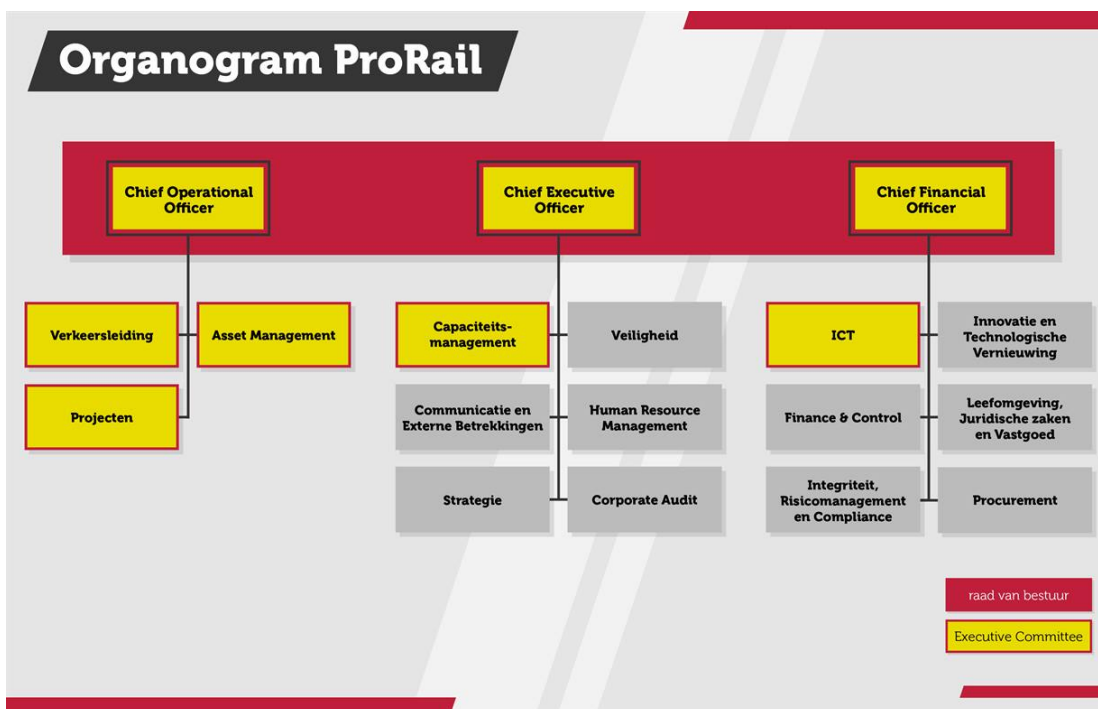 Organogram ProRail
Chief Operational
Officer
Chief Executive
Officer
Chief Financial
Officer
Verkeersleiding
Asset Management
Projecten
Capaciteits-
management
Veiligheid
Communicatie en
Externe Betrekkingen
Human Resource
Management
Strategie
Corporate Audit
ICT
Innovatie en
Technologische
Vernieuwing
Finance & Control
Leefomgeving,
Juridische zaken
en Vastgoed
Integriteit,
Risicomanagement
en Compliance
Procurement
raad van bestuur
Executive Committee